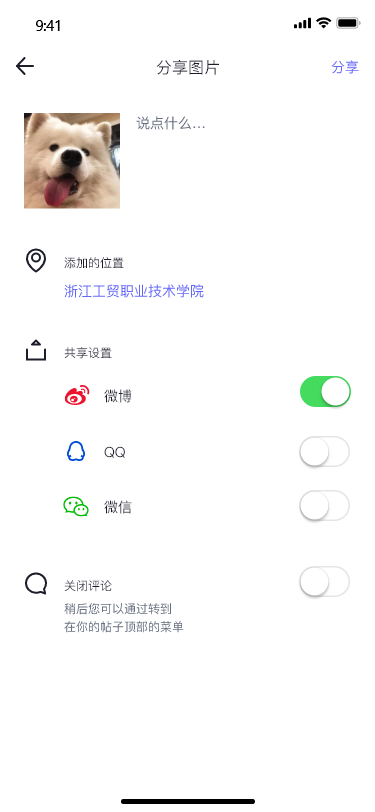 9:41
分享图片
分享
说点什么...
添加的位置
浙江工贸职业技术学院
共享设置
微博
QQ
微信
关闭评论
稍后您可以通过转到
在你的帖子顶部的菜单